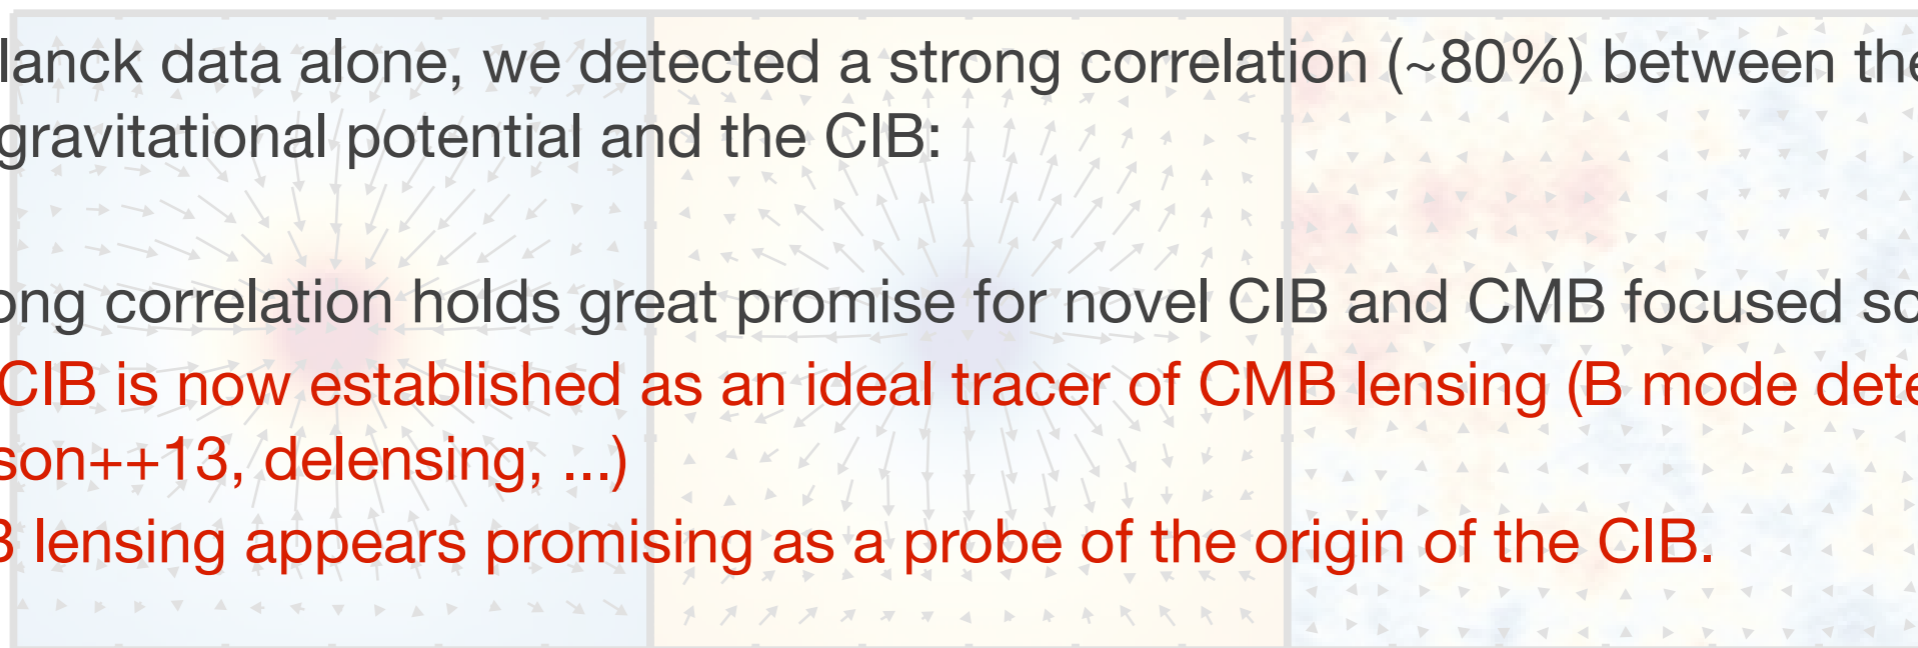 lanck data alone, we detected a strong correlation (~80%) between the
gravitational potential and the CIB:
ong correlation holds great promise for novel CIB and CMB focused sc
CIB is now established as an ideal tracer of CMB lensing (B mode dete
son++13, delensing, ...)
B lensing appears promising as a probe of the origin of the CIB.